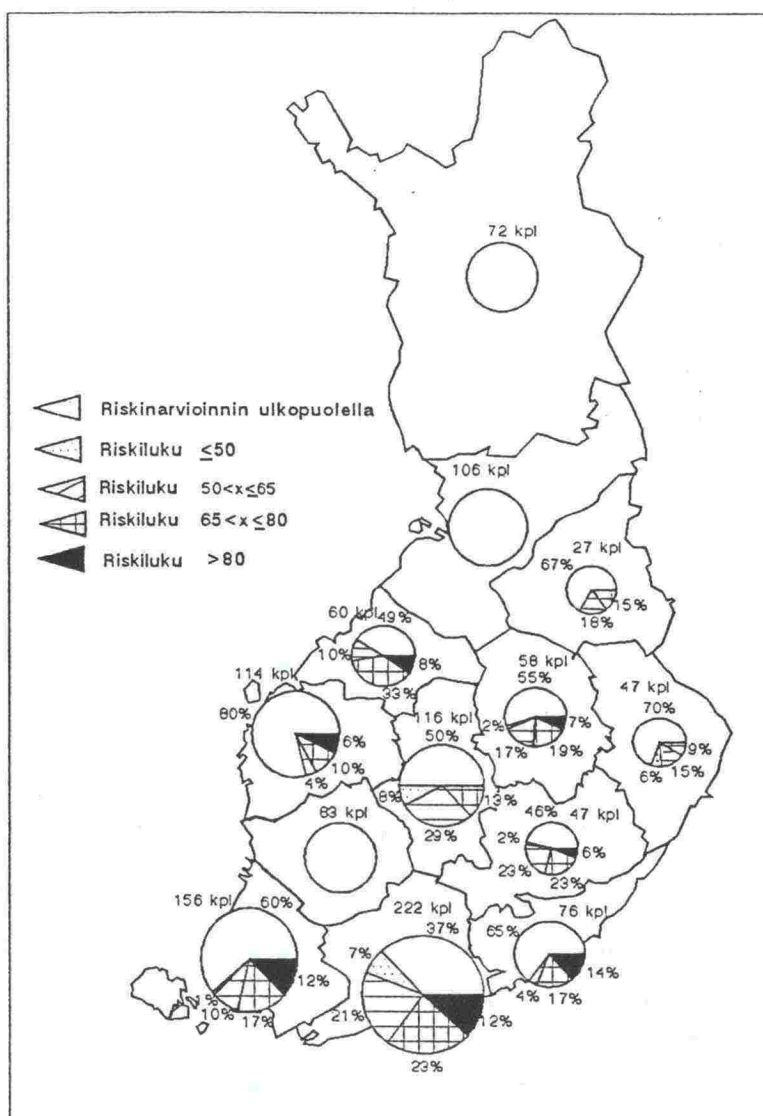 72 kpl
Riskinarvioinnin ulkopuolella
Riskiluku ≤50
Riskiluku 50<x≤65
Riskiluku 65<x≤80
Riskiluku >80
106 kpl
27 kpl
67%
15%
18%
60 kpl 49%
10%
8%
33%
58 kpl
55%
2%
7%
17%
19%
47 kpl
70%
9%
6%
15%
114 kpl
80%
6%
10%
4%
116 kpl
50%
8%
13%
29%
83 kpl
46% 47 kpl
2%
6%
23%
23%
156 kpl 60%
12%
1%
10%
17%
222 kpl
37%
7%
21%
12%
23%
76 kpl
65%
14%
4%
17%